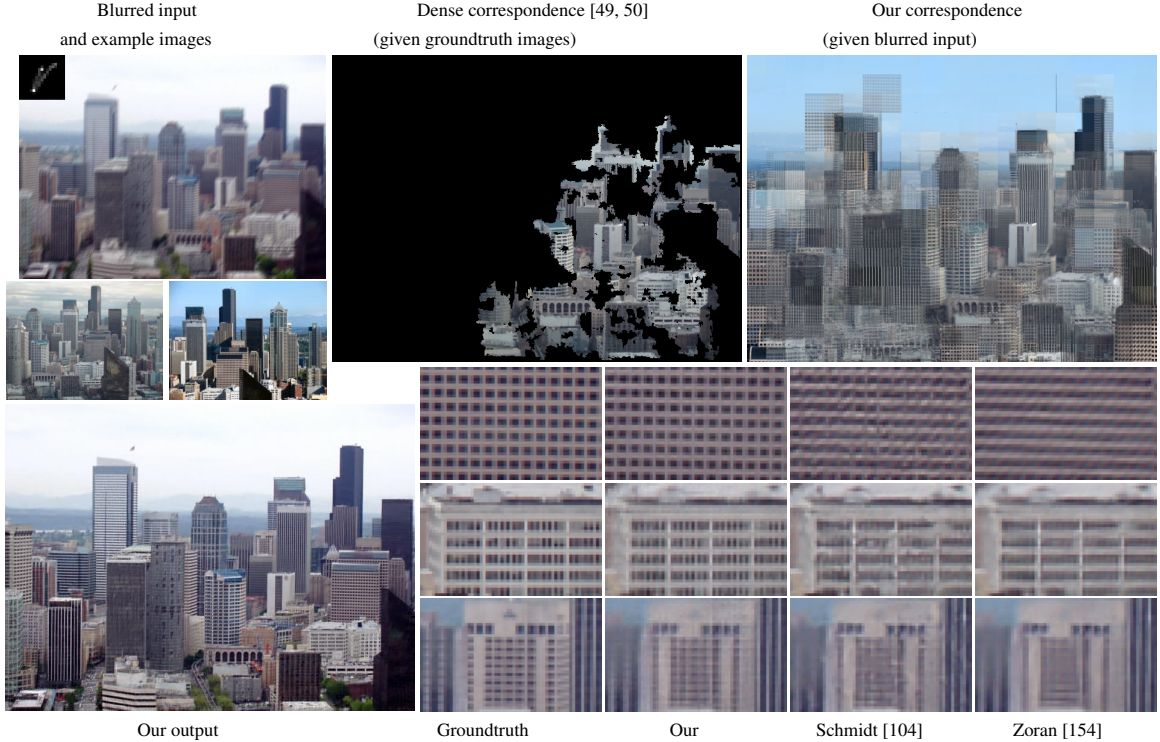 Blurred input
and example images
Dense correspondence [49, 50]
(given groundtruth images)
Our correspondence
(given blurred input)
Our output
Groundtruth
Our
Schmidt [104]
Zoran [154]